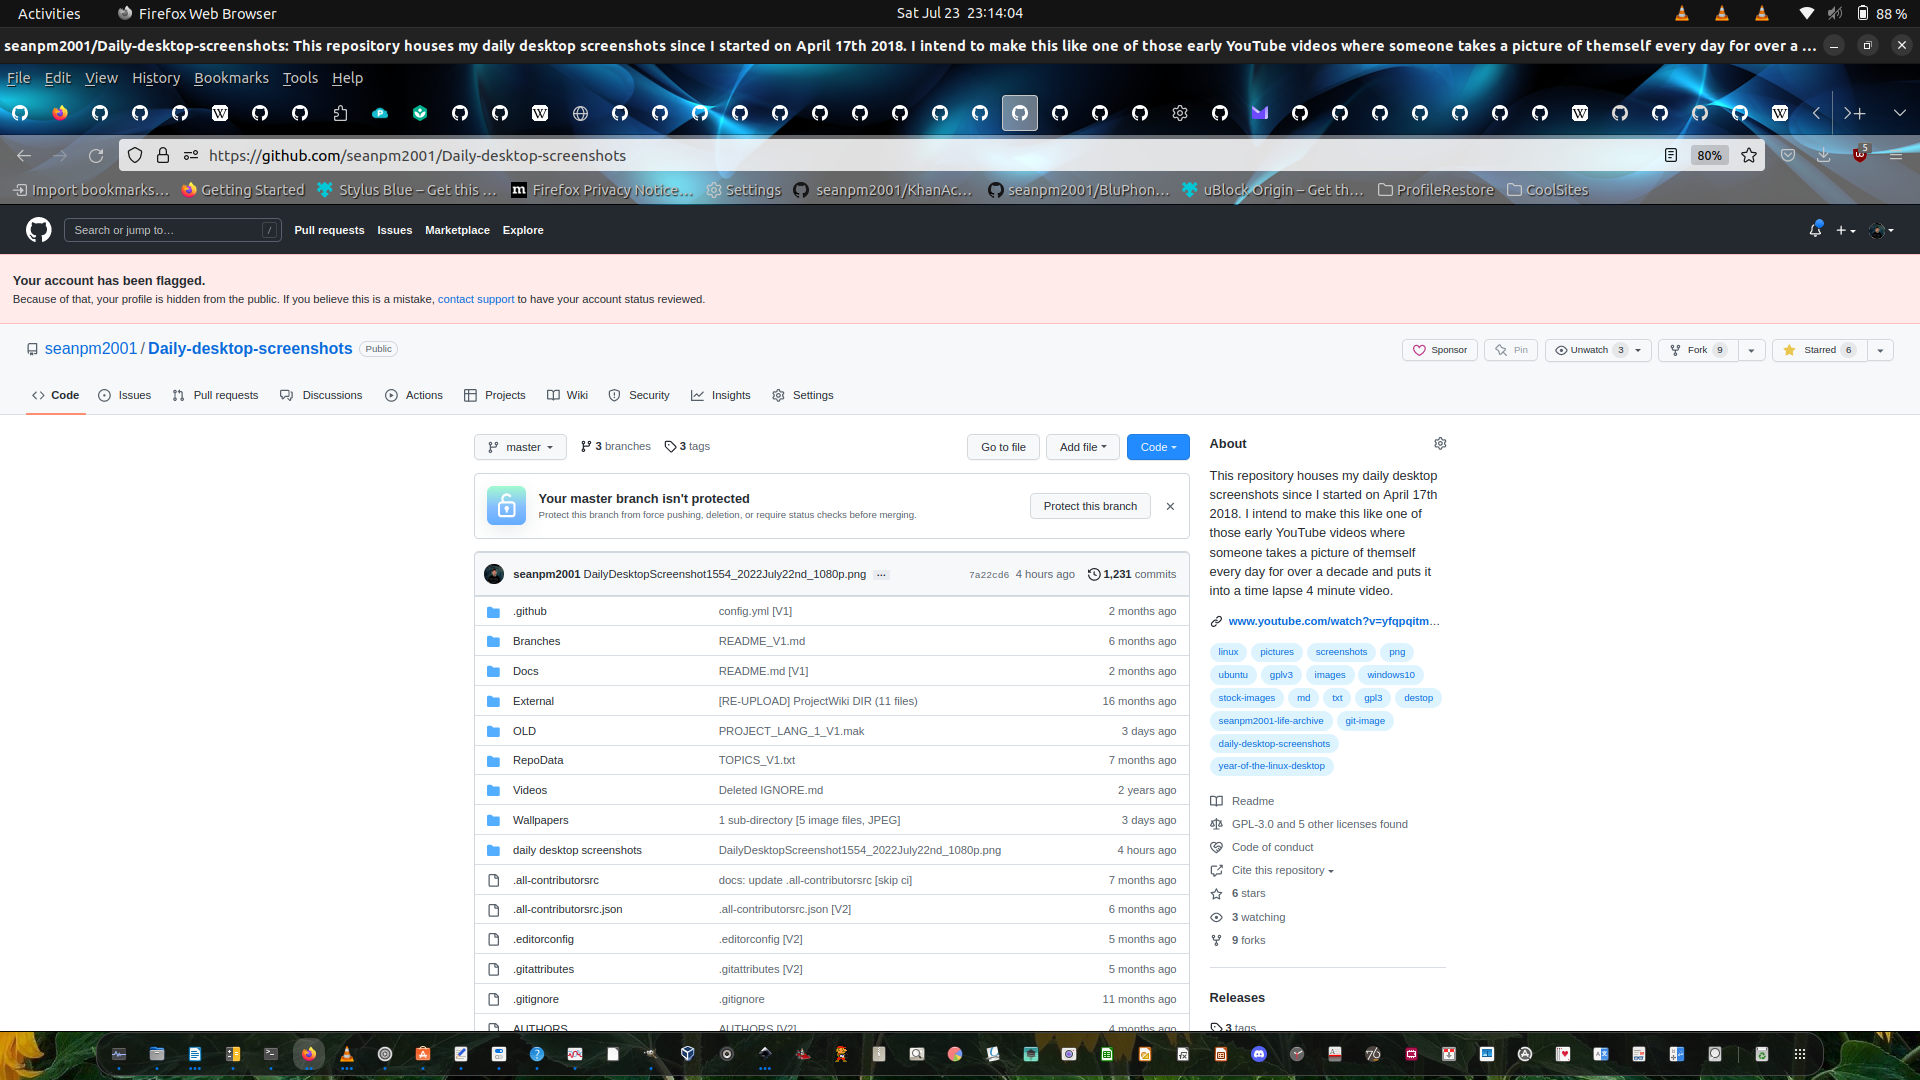 Activities Firefox Web Browser Sat Jul 23 23:14:04 88 %
seanpm2001/Daily-desktop-screenshots: This repository houses my daily desktop screenshots since I started on April 17th 2018. I intend to make this like one of those early YouTube videos where someone takes a picture of themself every day for over a ...
File Edit View History Bookmarks Tools Help
https://github.com/seanpm2001/Daily-desktop-screenshots 80% 5
Import bookmarks... Getting Started Stylus Blue – Get this ... Firefox Privacy Notice... Settings seanpm2001/KhanAc... seanpm2001/BluPhon... uBlock Origin – Get th... ProfileRestore CoolSites
Search or jump to... / Pull requests Issues Marketplace Explore
Your account has been flagged.
Because of that, your profile is hidden from the public. If you believe this is a mistake, contact support to have your account status reviewed.
seanpm2001 / Daily-desktop-screenshots Public Sponsor Pin Unwatch 3 Fork 9 Starred 6
Code Issues Pull requests Discussions Actions Projects Wiki Security Insights Settings
master 3 branches 3 tags Go to file Add file Code
Your master branch isn't protected
Protect this branch from force pushing, deletion, or require status checks before merging.
Protect this branch
seanpm2001 DailyDesktopScreenshot1554_2022July22nd_1080p.png ... 7a22cd6 4 hours ago 1,231 commits
.github config.yml [V1] 2 months ago
Branches README_V1.md 6 months ago
Docs README.md [V1] 2 months ago
External [RE-UPLOAD] ProjectWiki DIR (11 files) 16 months ago
OLD PROJECT_LANG_1_V1.mak 3 days ago
RepoData TOPICS_V1.txt 7 months ago
Videos Deleted IGNORE.md 2 years ago
Wallpapers 1 sub-directory [5 image files, JPEG] 3 days ago
daily desktop screenshots DailyDesktopScreenshot1554_2022July22nd_1080p.png 4 hours ago
.all-contributorsrc docs: update .all-contributorsrc [skip ci] 7 months ago
.all-contributorsrc.json .all-contributorsrc.json [V2] 6 months ago
.editorconfig .editorconfig [V2] 5 months ago
.gitattributes .gitattributes [V2] 5 months ago
.gitignore .gitignore 11 months ago
AUTHORS AUTHORS [V2] 4 months ago
About
This repository houses my daily desktop
screenshots since I started on April 17th
2018. I intend to make this like one of
those early YouTube videos where
someone takes a picture of themself
every day for over a decade and puts it
into a time lapse 4 minute video.
www.youtube.com/watch?v=yfqpqitm...
linux pictures screenshots png
ubuntu gplv3 images windows10
stock-images md txt gpl3 destop
seanpm2001-life-archive git-image
daily-desktop-screenshots
year-of-the-linux-desktop
Readme
GPL-3.0 and 5 other licenses found
Code of conduct
Cite this repository
6 stars
3 watching
9 forks
Releases
3 tags